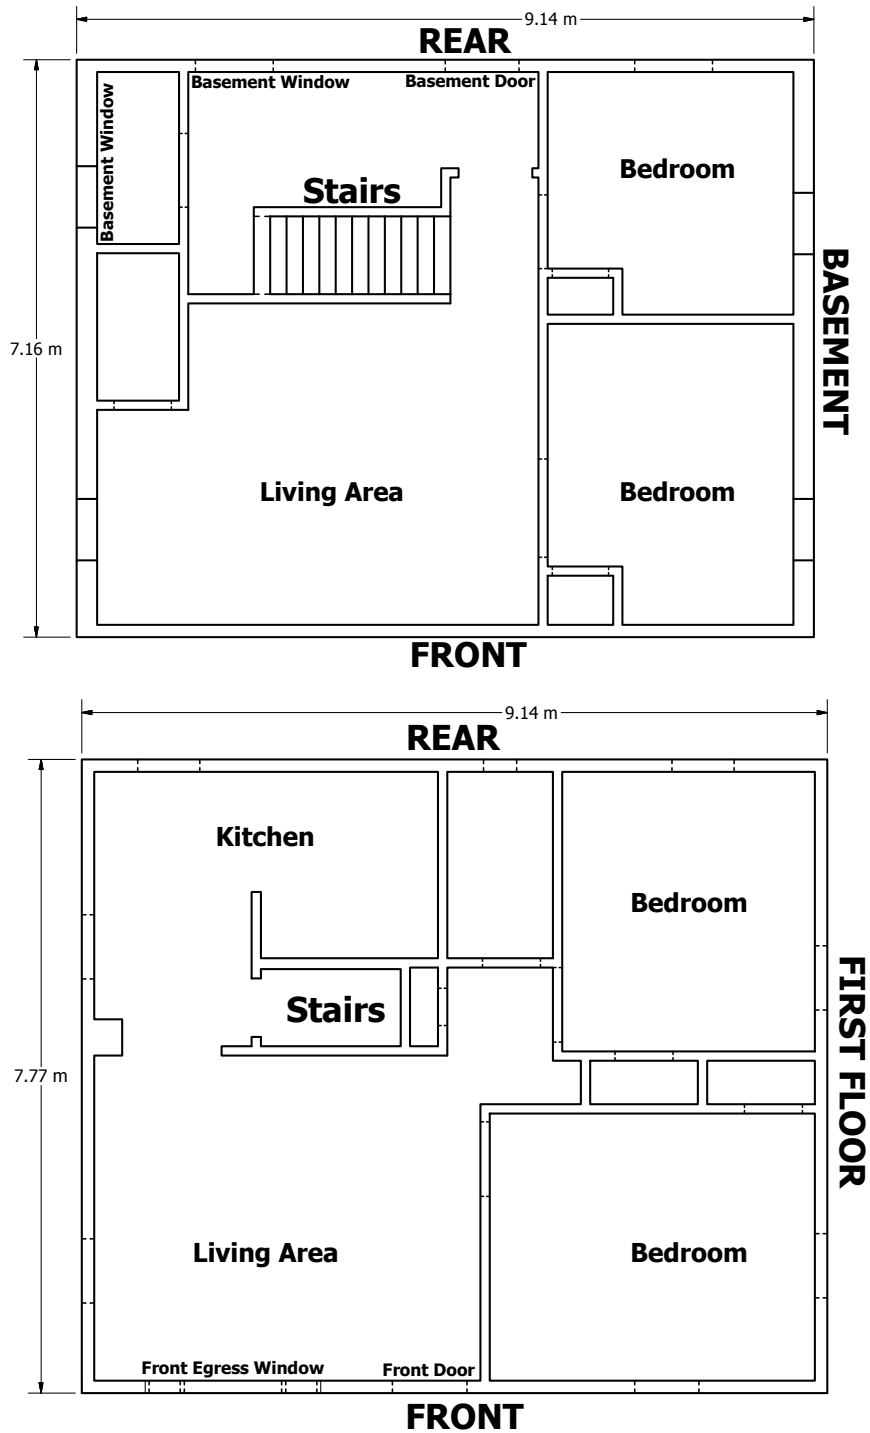 9.14 m
REAR
Basement Window
Basement Door
Basement Window
Stairs
Bedroom
BASEMENT
7.16 m
Living Area
Bedroom
FRONT
9.14 m
REAR
Kitchen
Bedroom
Stairs
FIRST FLOOR
7.77 m
Living Area
Bedroom
Front Egress Window
Front Door
FRONT